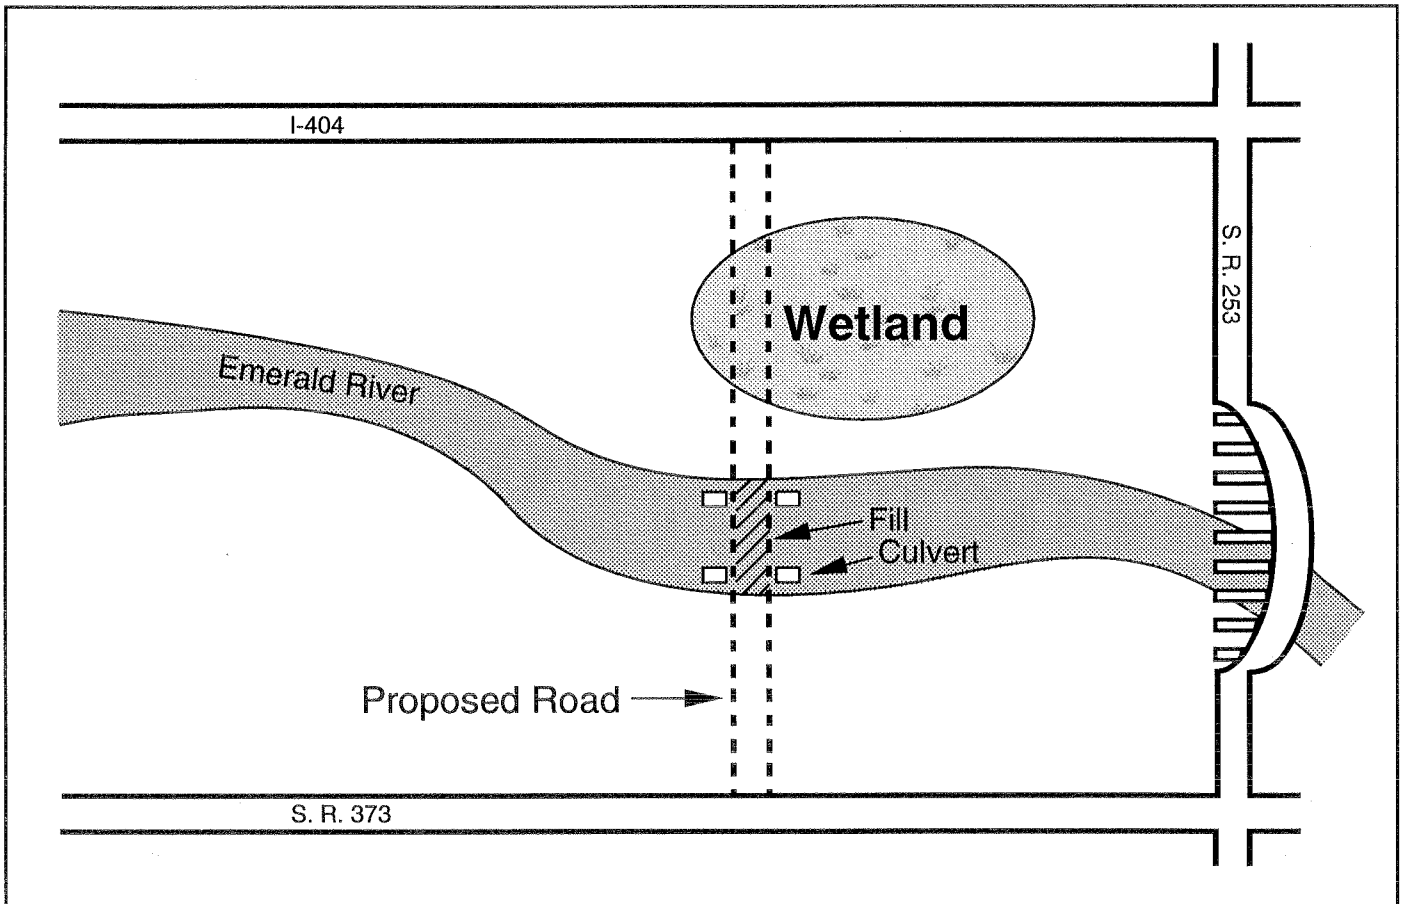 I-404
S. R. 253
Wetland
Emerald River
Fill
Culvert
Proposed Road
S. R. 373